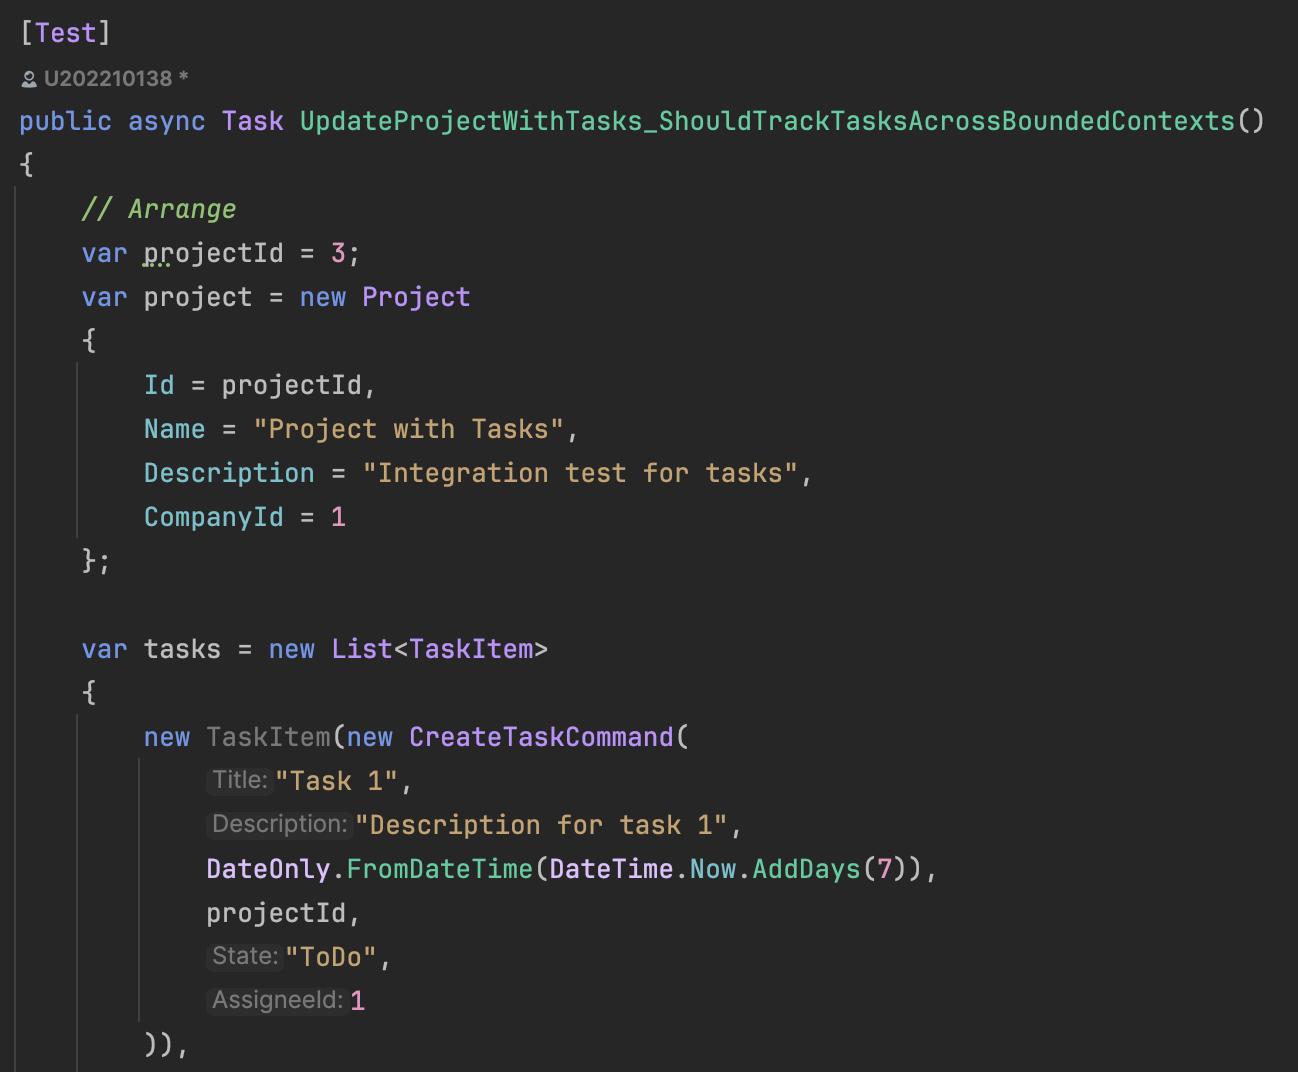 [Test]
U202210138 *
public async Task UpdateProjectWithTasks_ShouldTrackTasksAcrossBoundedContexts()
{
// Arrange
var projectId = 3;
var project = new Project
{
Id = projectId,
Name = "Project with Tasks",
Description = "Integration test for tasks",
CompanyId = 1
};
var tasks = new List<TaskItem>
{
new TaskItem(new CreateTaskCommand(
Title: "Task 1",
Description: "Description for task 1",
DateOnly.FromDateTime(DateTime.Now.AddDays(7)),
projectId,
State: "ToDo",
AssigneeId: 1
)),